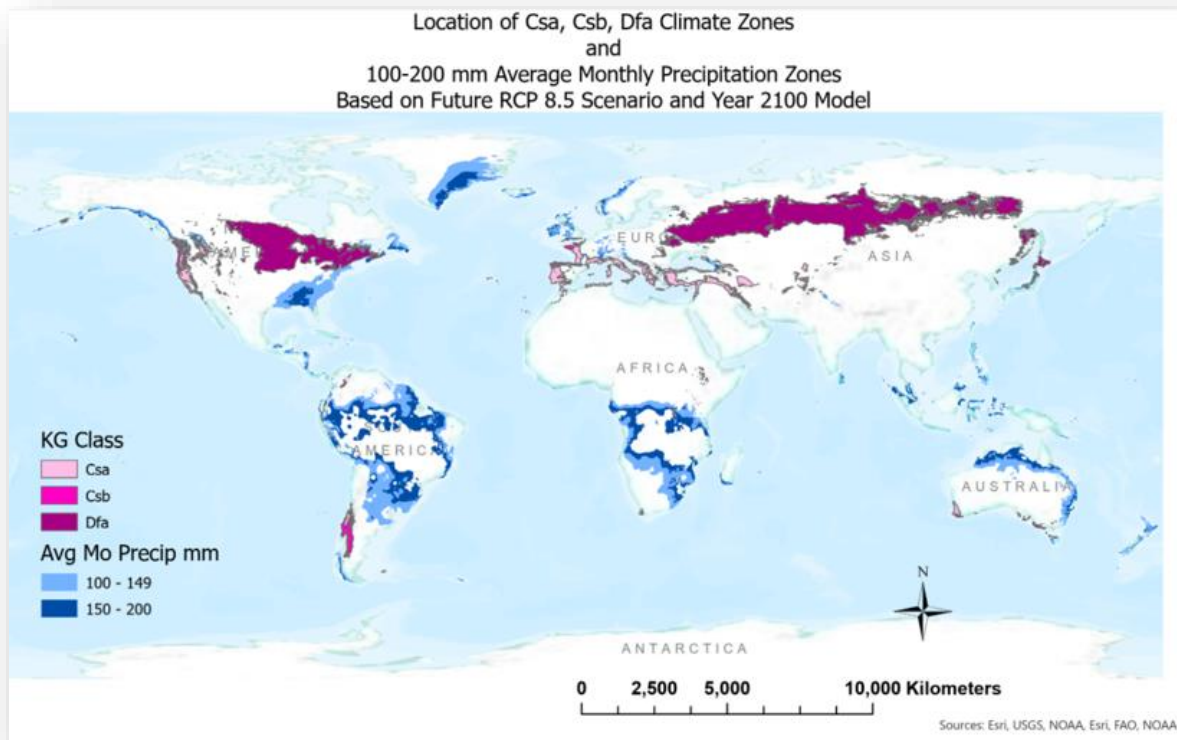 Location of Csa, Csb, Dfa Climate Zones
and
100-200 mm Average Monthly Precipitation Zones
Based on Future RCP 8.5 Scenario and Year 2100 Model
EURO
ASIA
AFRICA
AMERICA
AUSTRALIA
KG Class
Csa
Csb
Dfa
Avg Mo Precip mm
100 - 149
150 - 200
N
ANTARCTICA
0 2,500 5,000 10,000 Kilometers
Sources: Esri, USGS, NOAA, Esri, FAO, NOAA